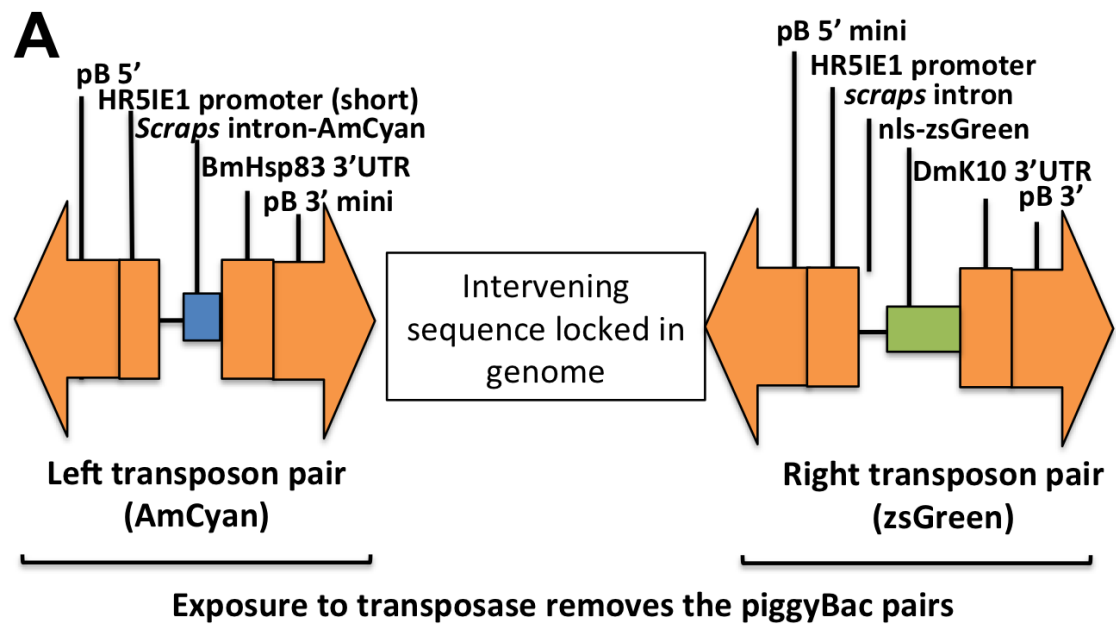 A
pB 5’
HR5IE1 promoter (short)
Scraps intron-AmCyan
BmHsp83 3’UTR
pB 3’ mini
pB 5’ mini
HR5IE1 promoter
scraps intron
nls-zsGreen
DmK10 3’UTR
pB 3’
Intervening
sequence locked in
genome
Left transposon pair
(AmCyan)
Right transposon pair
(zsGreen)
Exposure to transposase removes the piggyBac pairs